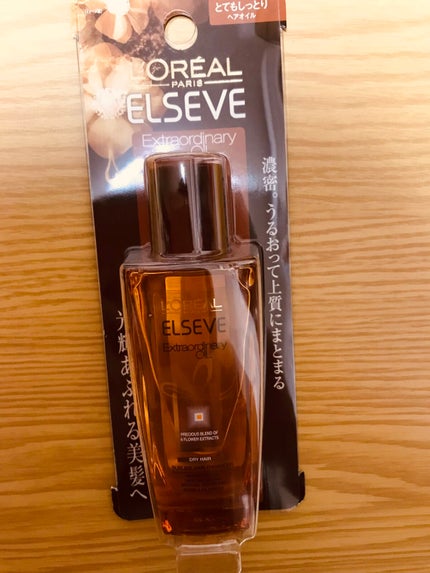 とてもしっとり
ヘアオイル
L'ORÉAL
PARIS
ELSEVE
Extraordinary
OIL
濃密。うるおって上質にまとまる
光輝あふれる美髪へ
L'ORÉAL
ELSEVE
Extraordinary
OIL
PRECIOUS BLEND OF
6 FLOWER EXTRACTS
DRY HAIR